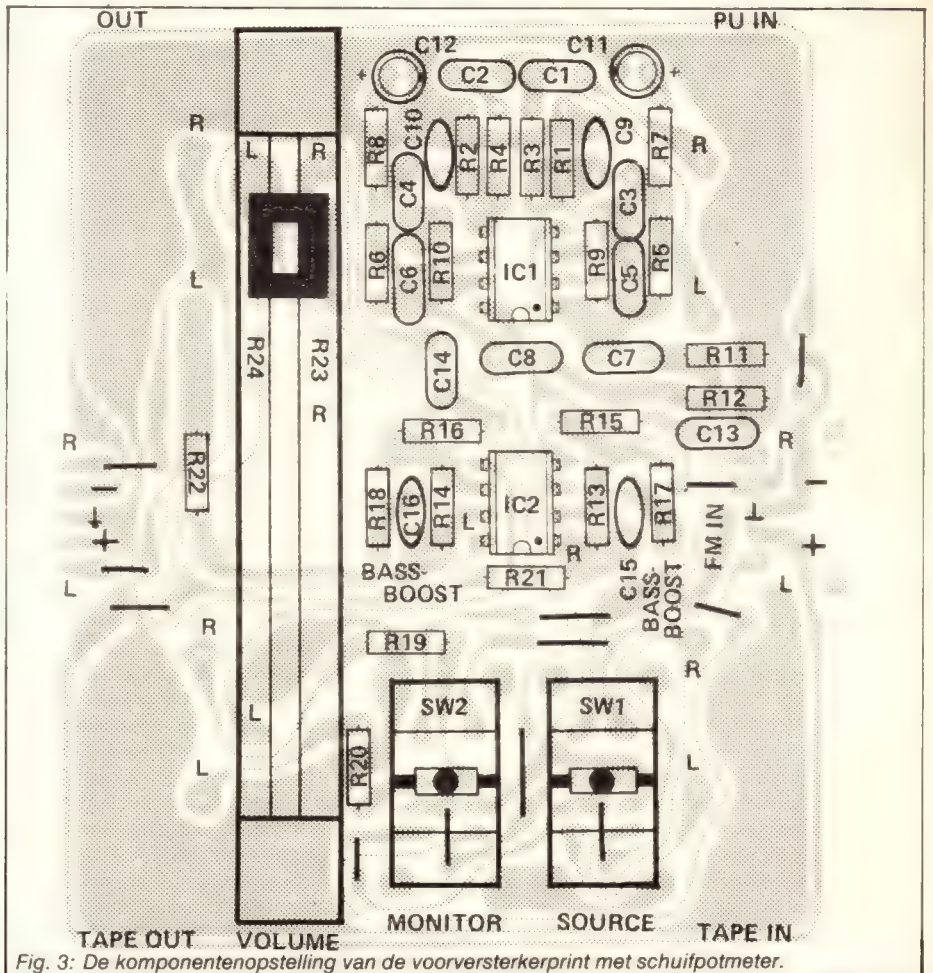 OUT
PU IN
C12
C11
+
C2
C1
+
R
R8
C10
R2
R4
R3
R1
C9
R7
R
L
R
C4
C3
R6
C6
R10
IC1
R9
C5
R5
L
L
R24
R23
C14
C8
C7
R11
R12
R
R16
R15
C13
R
R
R22
R18
C16
R14
L
IC2
R13
R17
FM IN
L
-
+
-
+
R
C15
L
L
BASS-
BOOST
R21
BASS-
BOOST
R
R19
R
L
SW2
SW1
L
R20
L
MONITOR
SOURCE
TAPE OUT
VOLUME
TAPE IN
Fig. 3: De komponentenopstelling van de voorversterkerprint met schuifpotmeter.